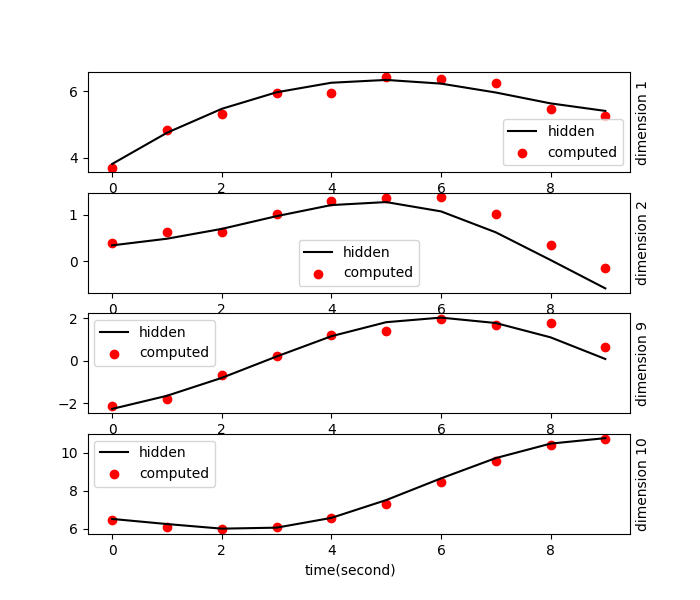 6
4
hidden
computed
dimension 1
0 2 4 6 8
1
0
hidden
computed
dimension 2
0 2 4 6 8
2
0
−2
hidden
computed
dimension 9
0 2 4 6 8
10
8
6
hidden
computed
dimension 10
0 2 4 6 8
time(second)